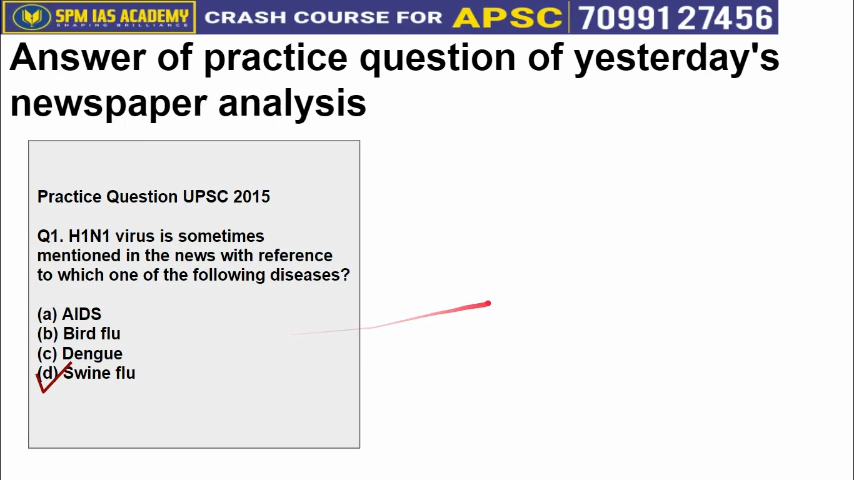 SPM IAS ACADEMY
SHAPING BRILLIANCE
CRASH COURSE FOR APSC 7099127456
Answer of practice question of yesterday's
newspaper analysis
Practice Question UPSC 2015
Q1. H1N1 virus is sometimes
mentioned in the news with reference
to which one of the following diseases?
(a) AIDS
(b) Bird flu
(c) Dengue
(d) Swine flu